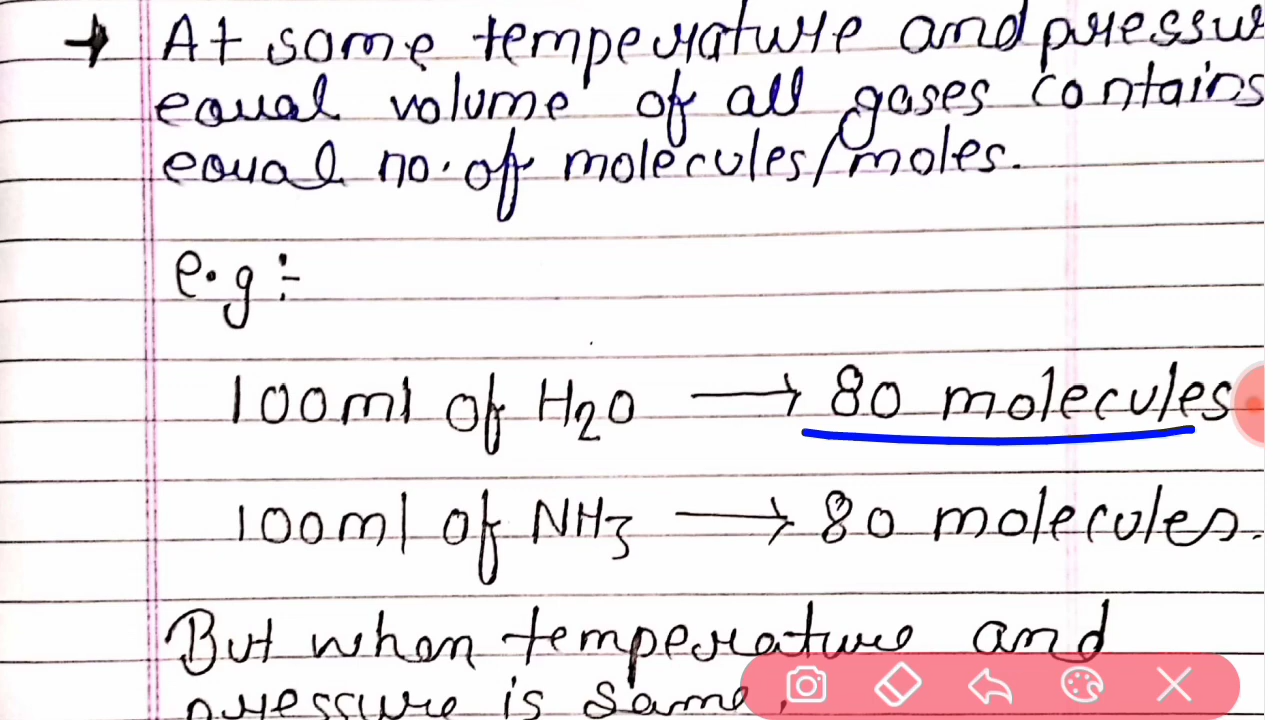 → At same temperature and pressu
equal volume of all gases contains
equal no. of molecules/moles.
e.g :-
100ml of H2O → 80 molecules
100ml of NH3 → 80 molecules.
But when temperature and
pressure is same,